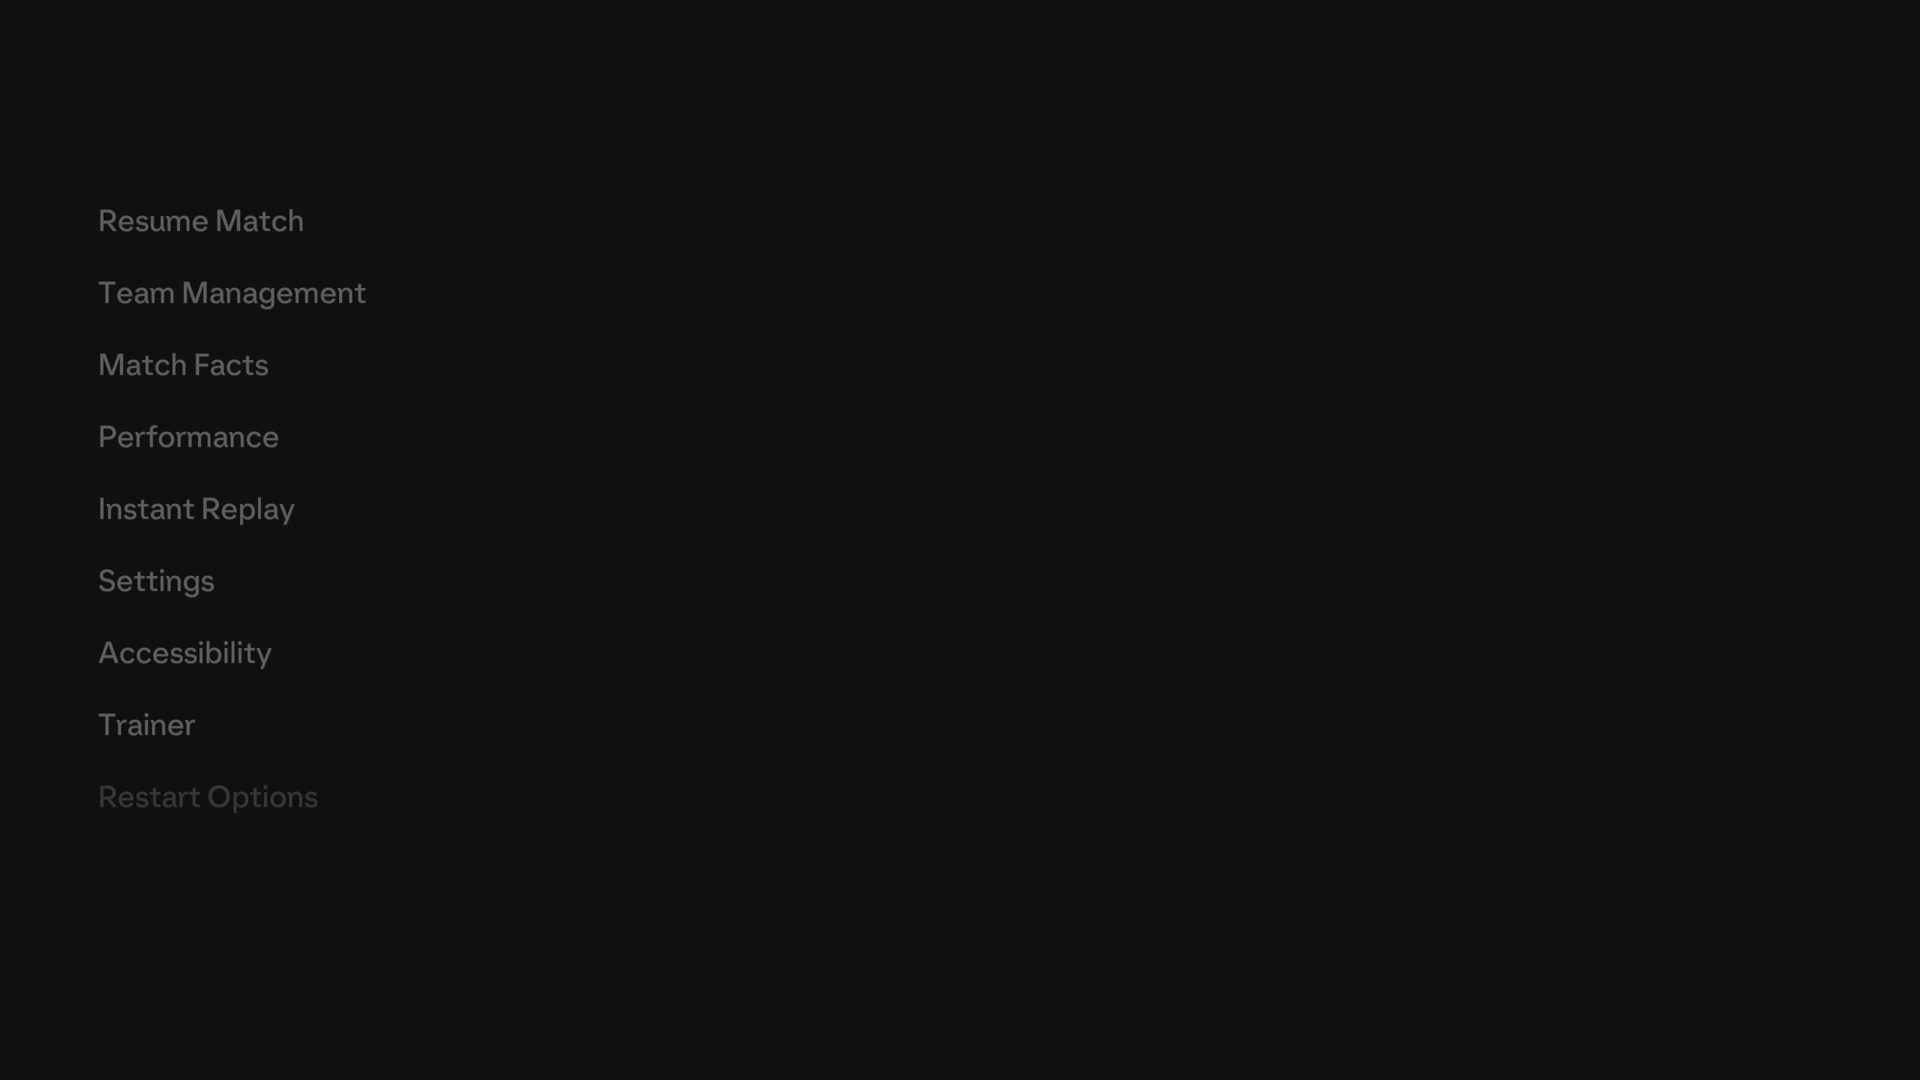 Resume Match
Team Management
Match Facts
Performance
Instant Replay
Settings
Accessibility
Trainer
Restart Options